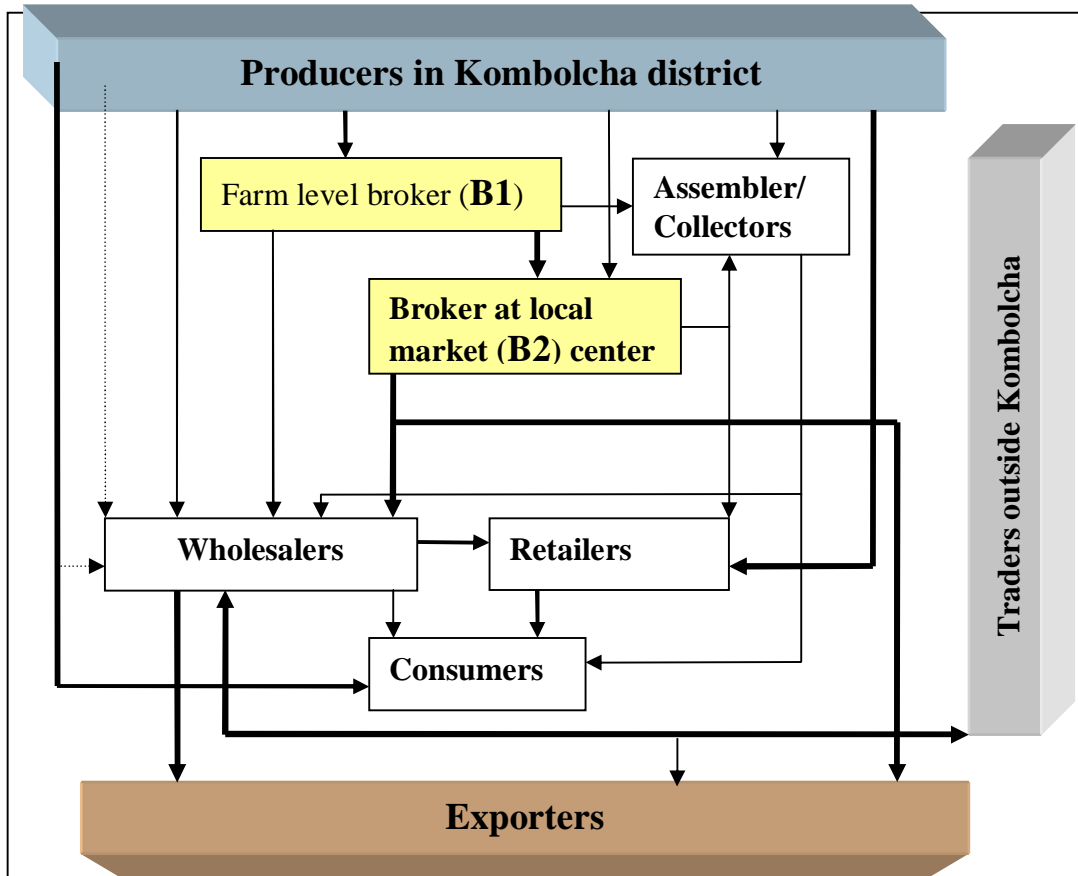 Producers in Kombolcha district
Farm level broker (B1)
Assembler/
Collectors
Broker at local
market (B2) center
Traders outside Kombolcha
Wholesalers
Retailers
Consumers
Exporters